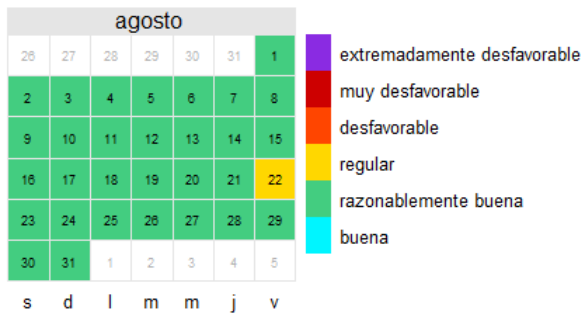 agosto
26 27 28 29 30 31 1
2 3 4 5 6 7 8
9 10 11 12 13 14 15
16 17 18 19 20 21 22
23 24 25 26 27 28 29
30 31 1 2 3 4 5
s d l m m j v
extremadamente desfavorable
muy desfavorable
desfavorable
regular
razonablemente buena
buena